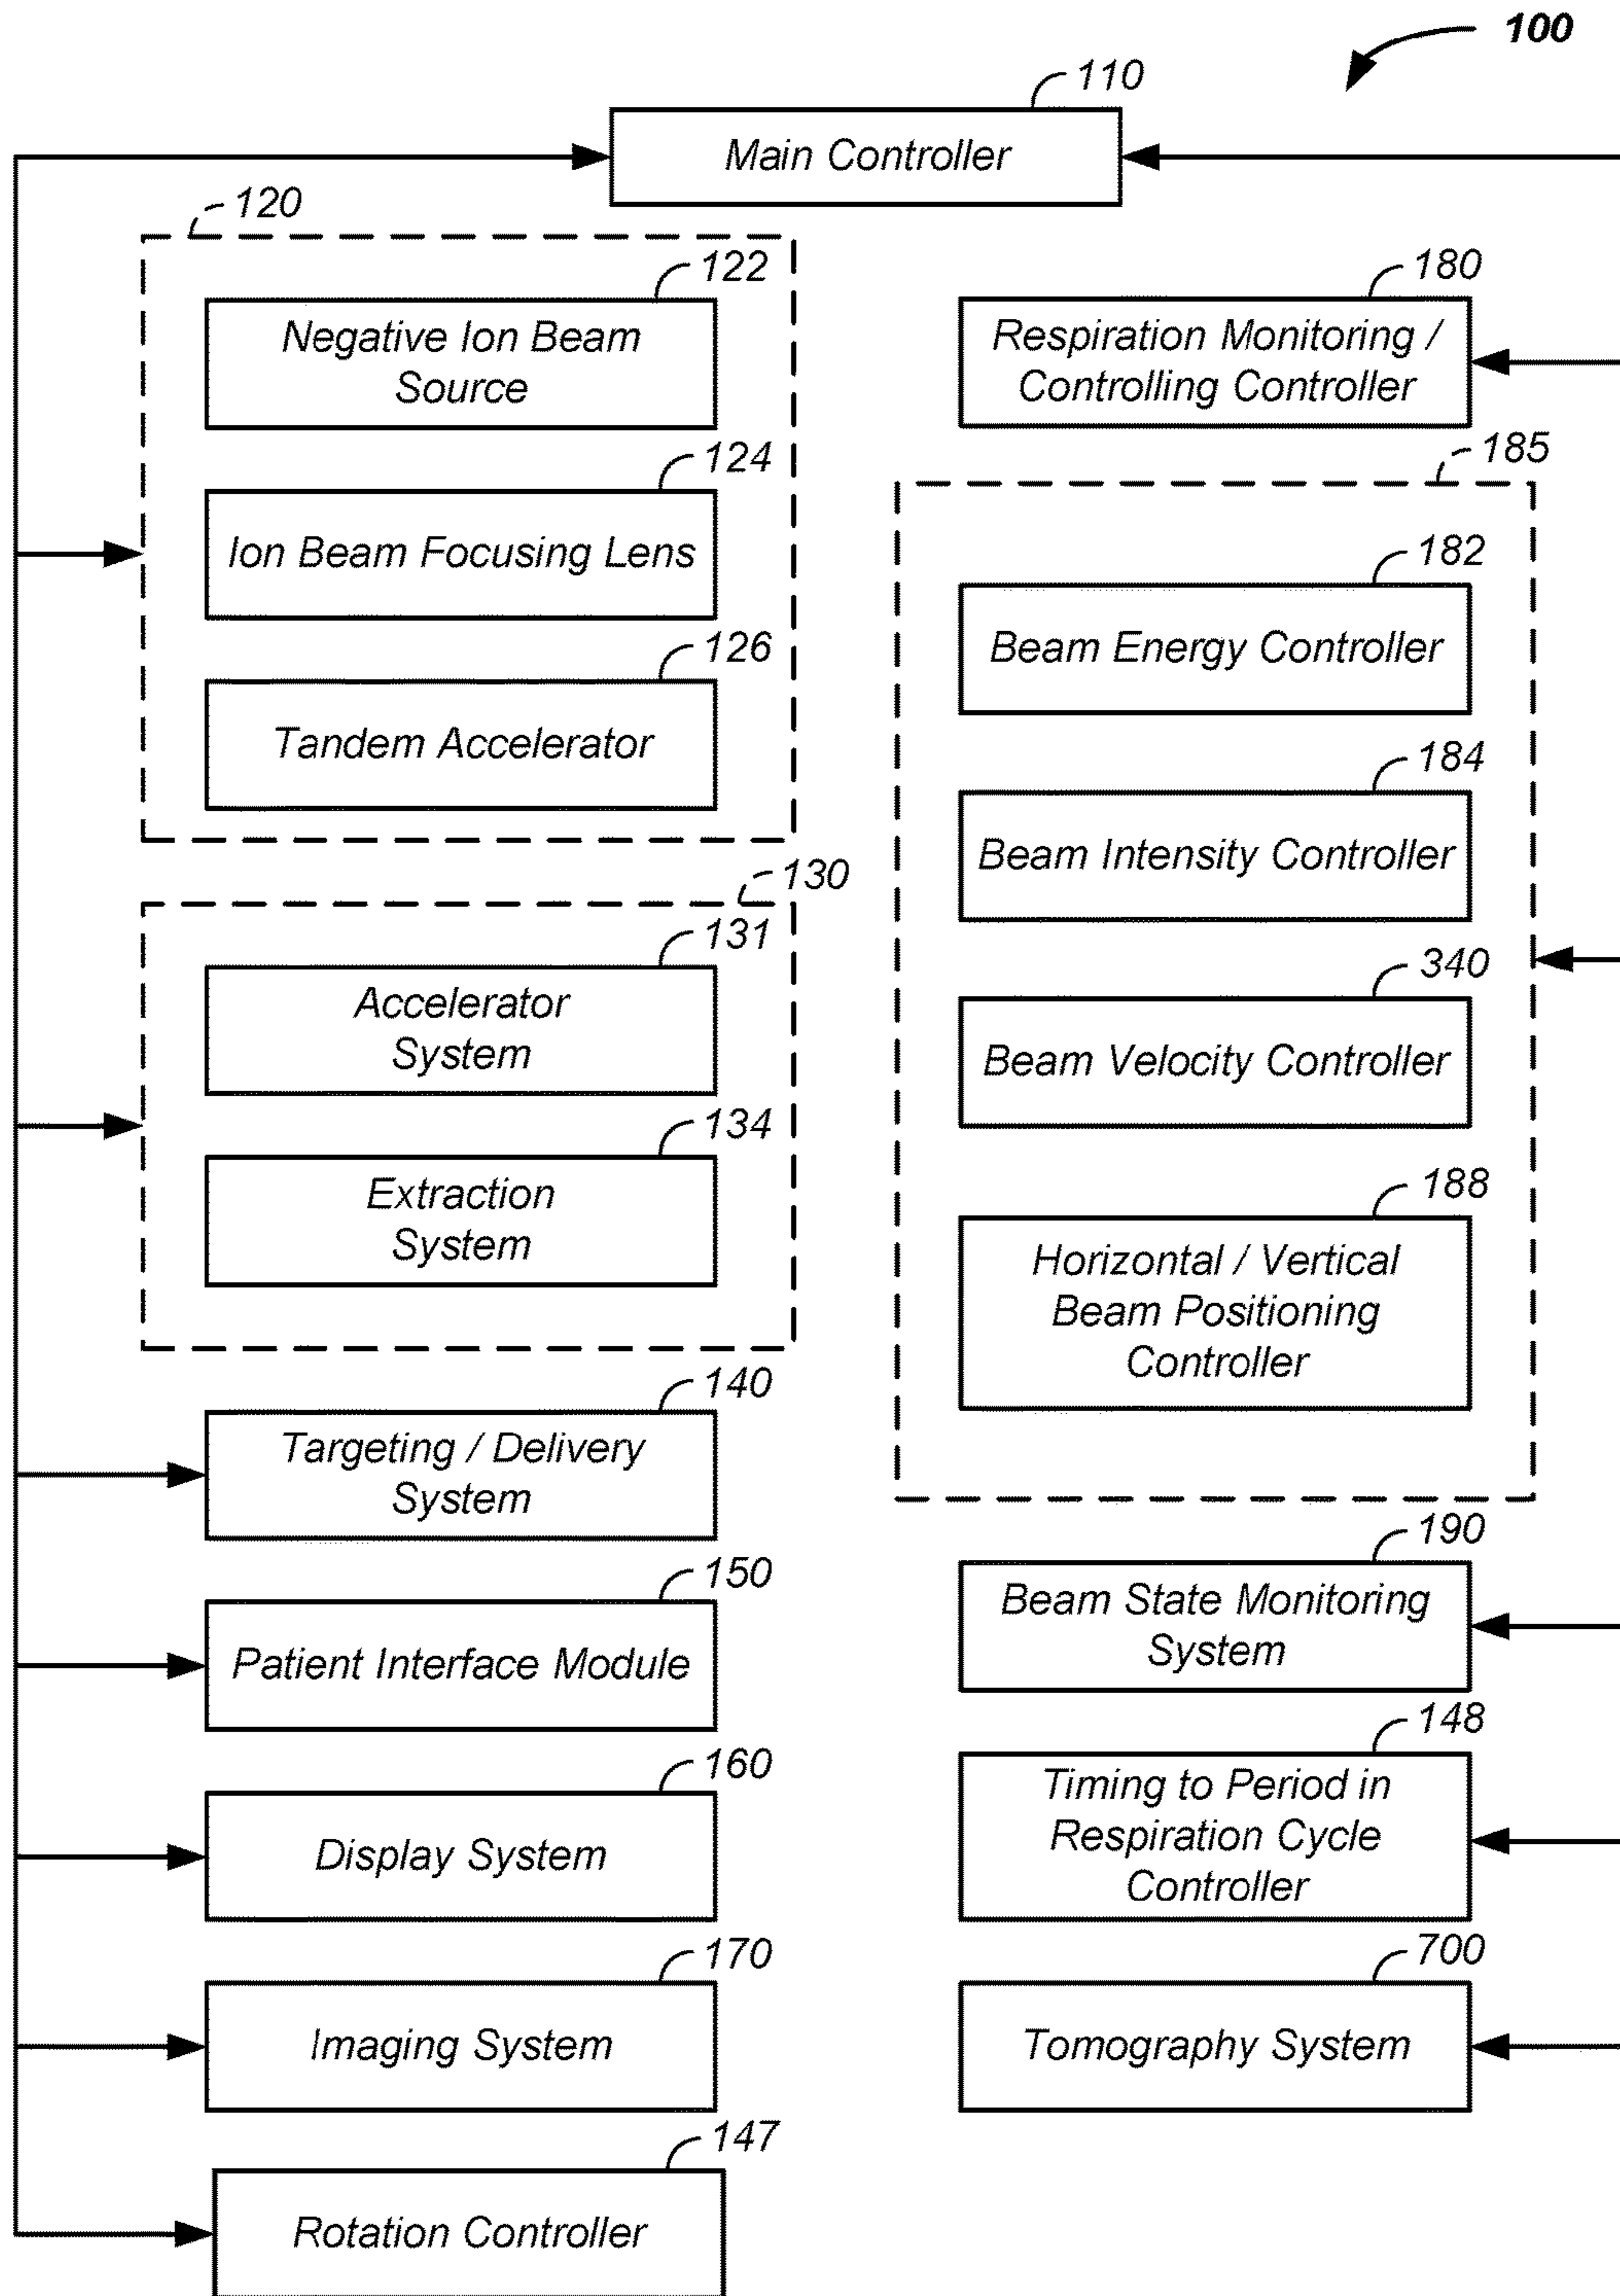 100
110
Main Controller
120
122
Negative Ion Beam
Source
124
Ion Beam Focusing Lens
126
Tandem Accelerator
130
131
Accelerator
System
134
Extraction
System
140
Targeting / Delivery
System
150
Patient Interface Module
160
Display System
170
Imaging System
147
Rotation Controller
180
Respiration Monitoring /
Controlling Controller
185
182
Beam Energy Controller
184
Beam Intensity Controller
340
Beam Velocity Controller
188
Horizontal / Vertical
Beam Positioning
Controller
190
Beam State Monitoring
System
148
Timing to Period in
Respiration Cycle
Controller
700
Tomography System